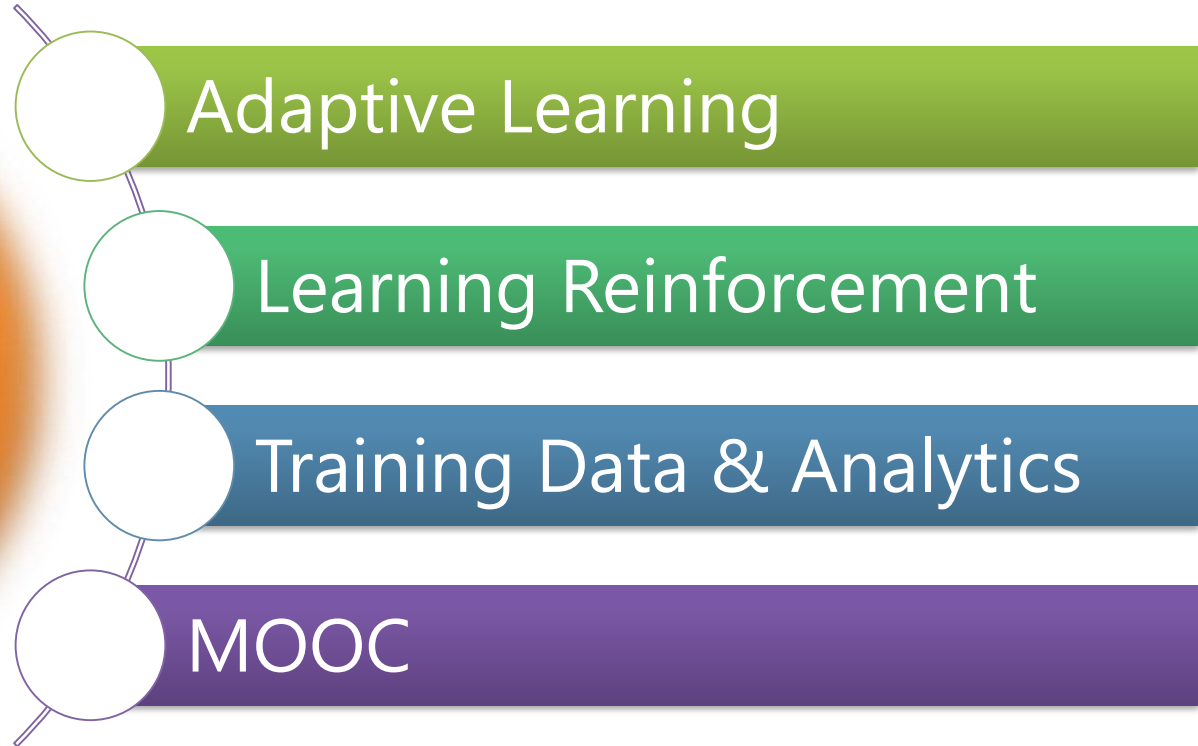 Adaptive Learning
Learning Reinforcement
Training Data & Analytics
MOOC